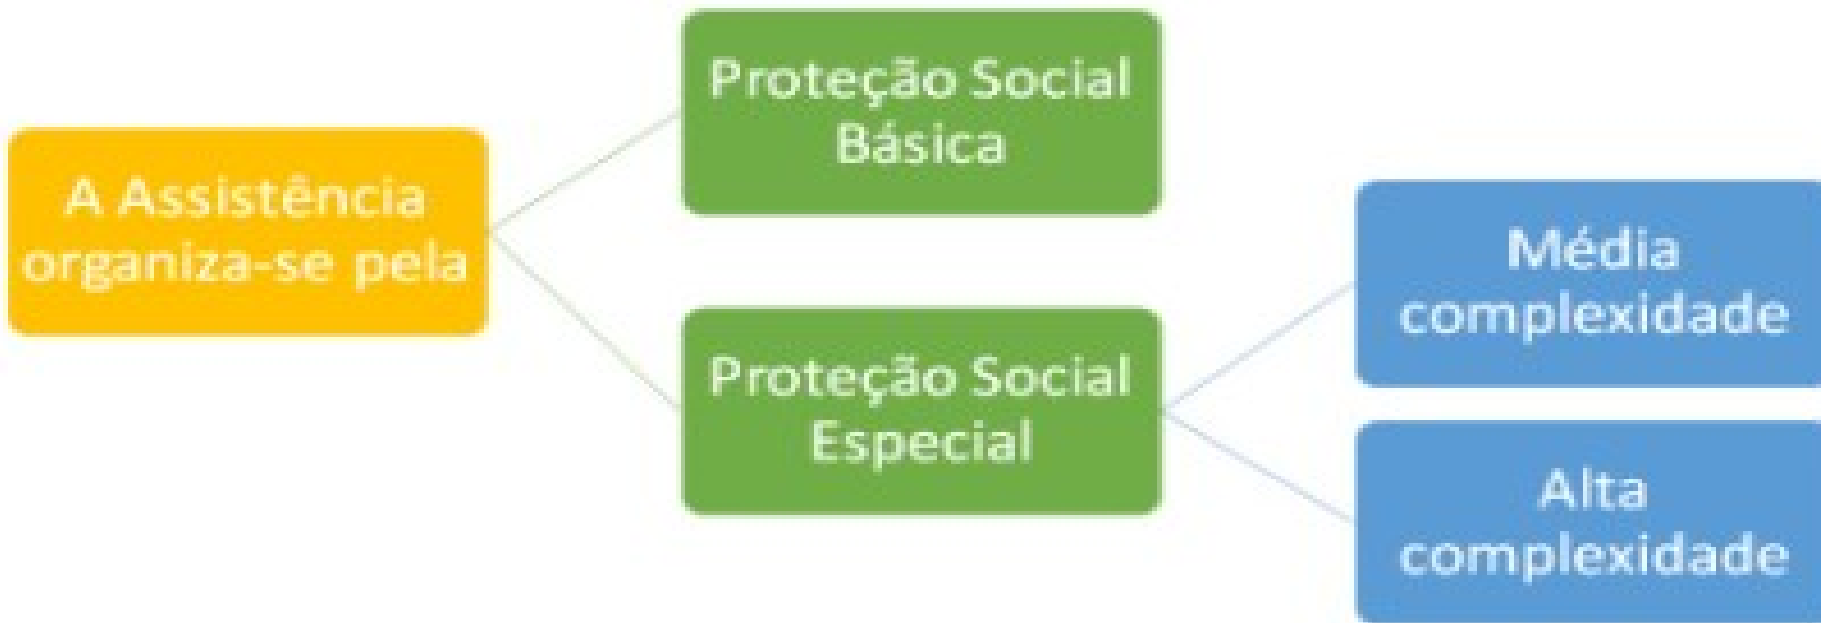 A Assistência
organiza-se pela
Proteção Social
Básica
Proteção Social
Especial
Média
complexidade
Alta
complexidade